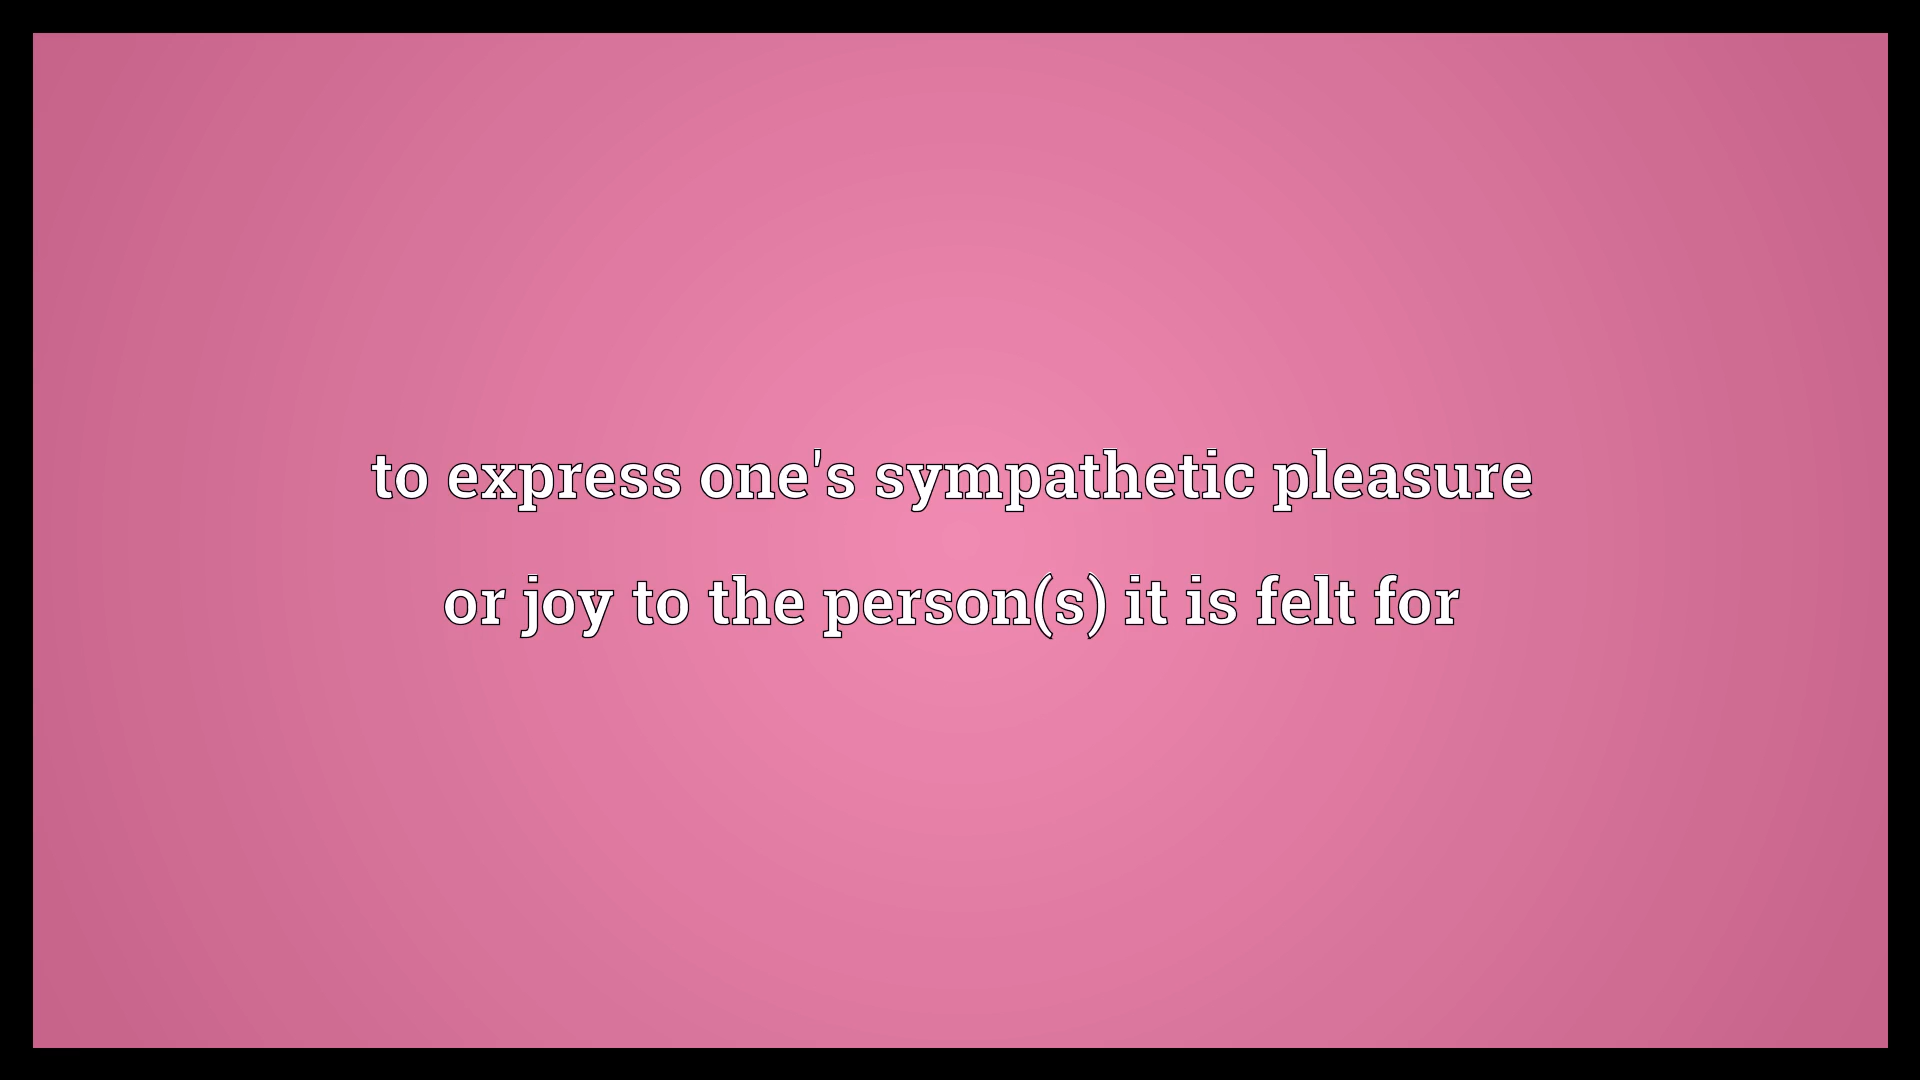 to express one's sympathetic pleasure
or joy to the person(s) it is felt for